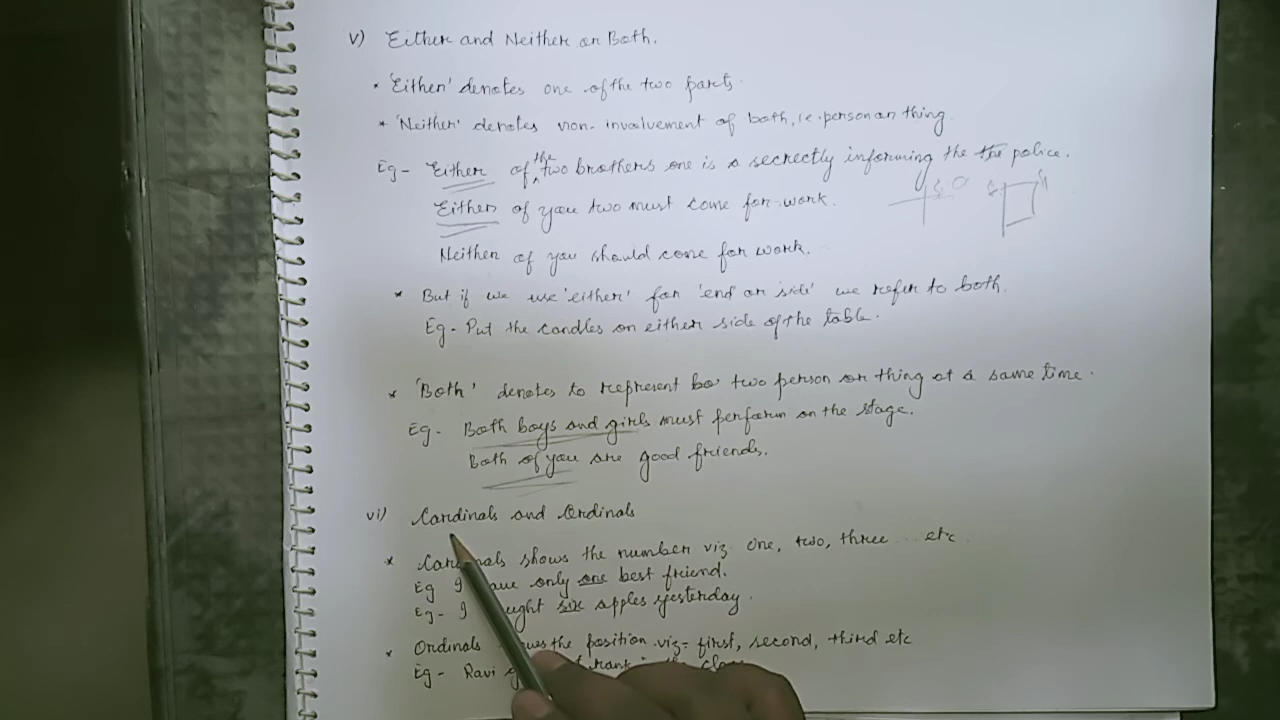 v) Either and Neither or Both.
* 'Either' denotes one of the two parts.
* 'Neither' denotes non-involvement of both, i.e. person or thing
Eg- Either of the two brothers one is a secrectly informing the the police.
Either of you two must come for work.
Neither of you should come for work.
* But if we use 'either' for 'end or side' we refer to both.
Eg- Put the candles on either side of the table.
* 'Both' denotes to represent bo two person or thing at a same time.
Eg- Both boys and girls must perform on the stage.
Both of you are good friends.
vi) Cardinals and Ordinals
* Cardinals shows the number viz. One, two, three ... etc
Eg I have only one best friend.
Eg- I six apples yesterday.
* Ordinals the position viz- first, second, third etc
Eg- Ravi rank